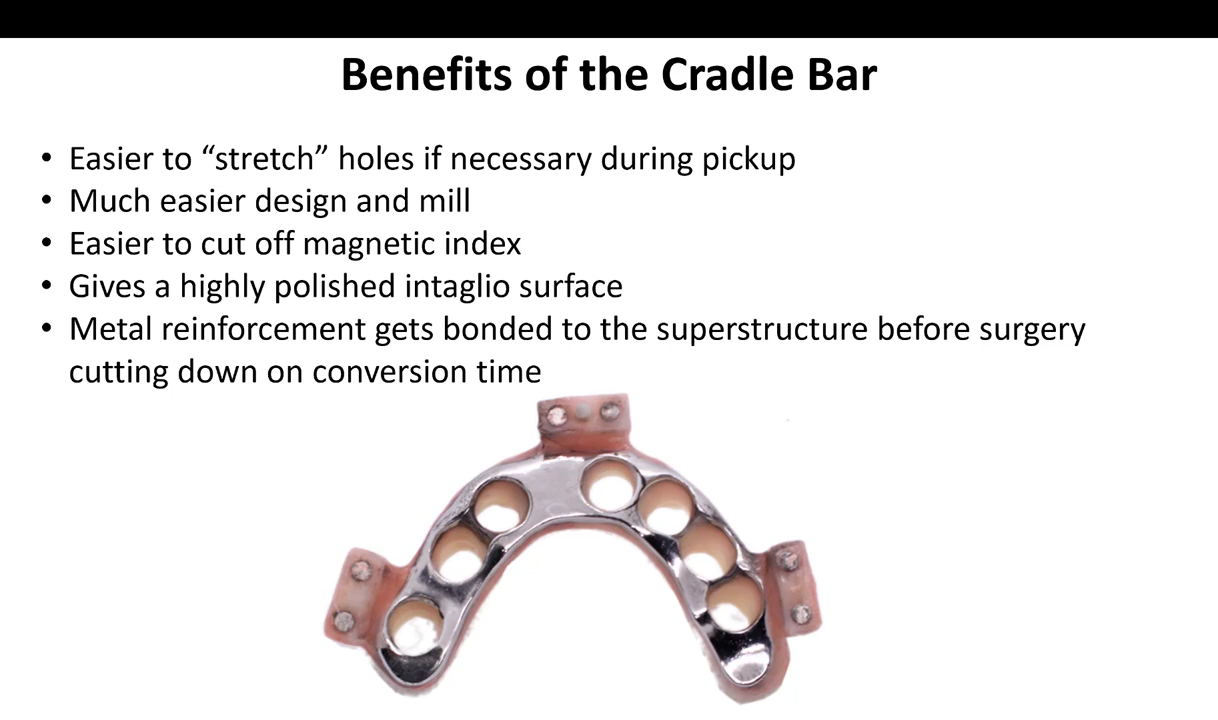 Benefits of the Cradle Bar
• Easier to “stretch” holes if necessary during pickup
• Much easier design and mill
• Easier to cut off magnetic index
• Gives a highly polished intaglio surface
• Metal reinforcement gets bonded to the superstructure before surgery
cutting down on conversion time